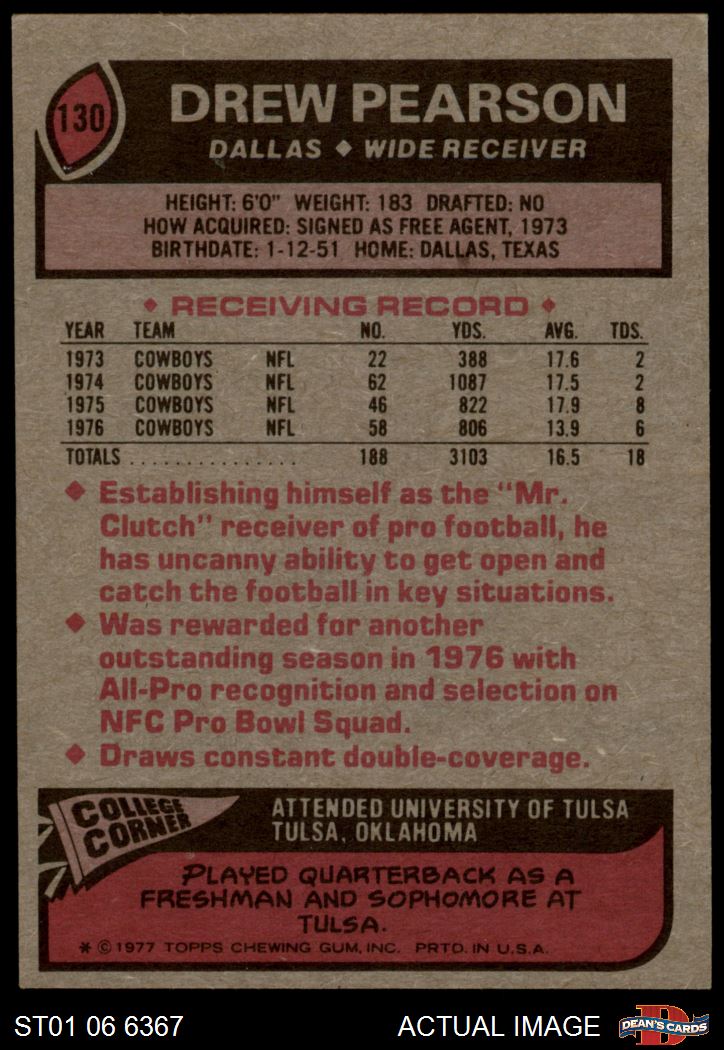 130
DREW PEARSON
DALLAS ◆ WIDE RECEIVER
HEIGHT: 6'0" WEIGHT: 183 DRAFTED: NO
HOW ACQUIRED: SIGNED AS FREE AGENT, 1973
BIRTHDATE: 1-12-51 HOME: DALLAS, TEXAS
◆ RECEIVING RECORD ◆
YEAR TEAM NO. YDS. AVG. TDS.
1973 COWBOYS NFL 22 388 17.6 2
1974 COWBOYS NFL 62 1087 17.5 2
1975 COWBOYS NFL 46 822 17.9 8
1976 COWBOYS NFL 58 806 13.9 6
TOTALS ................ 188 3103 16.5 18
◆ Establishing himself as the "Mr.
Clutch" receiver of pro football, he
has uncanny ability to get open and
catch the football in key situations.
◆ Was rewarded for another
outstanding season in 1976 with
All-Pro recognition and selection on
NFC Pro Bowl Squad.
◆ Draws constant double-coverage.
COLLEGE
CORNER
ATTENDED UNIVERSITY OF TULSA
TULSA, OKLAHOMA
PLAYED QUARTERBACK AS A
FRESHMAN AND SOPHOMORE AT
TULSA.
* © 1977 TOPPS CHEWING GUM, INC. PRTD. IN U.S.A.
ST01 06 6367
ACTUAL IMAGE
D
DEAN'S CARDS